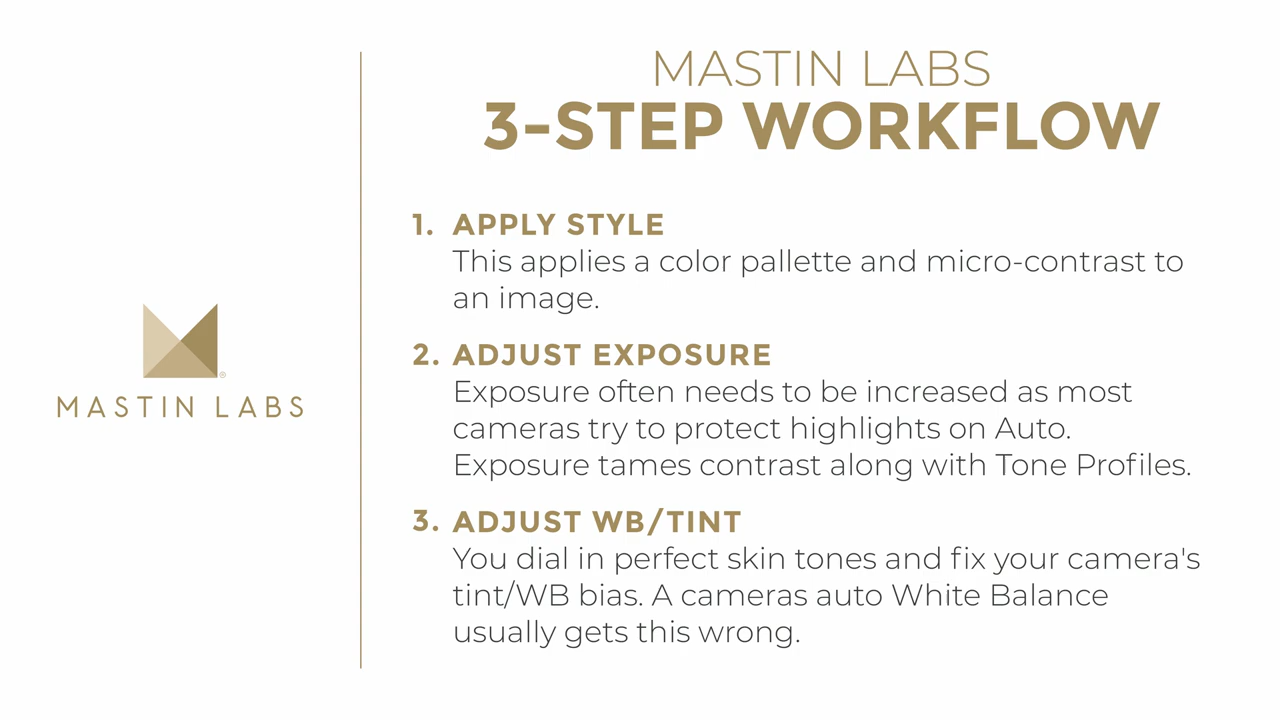 MASTIN LABS
3-STEP WORKFLOW
1. APPLY STYLE
This applies a color pallette and micro-contrast to
an image.
2. ADJUST EXPOSURE
Exposure often needs to be increased as most
cameras try to protect highlights on Auto.
Exposure tames contrast along with Tone Profiles.
3. ADJUST WB/TINT
You dial in perfect skin tones and fix your camera's
tint/WB bias. A cameras auto White Balance
usually gets this wrong.
®
MASTIN LABS